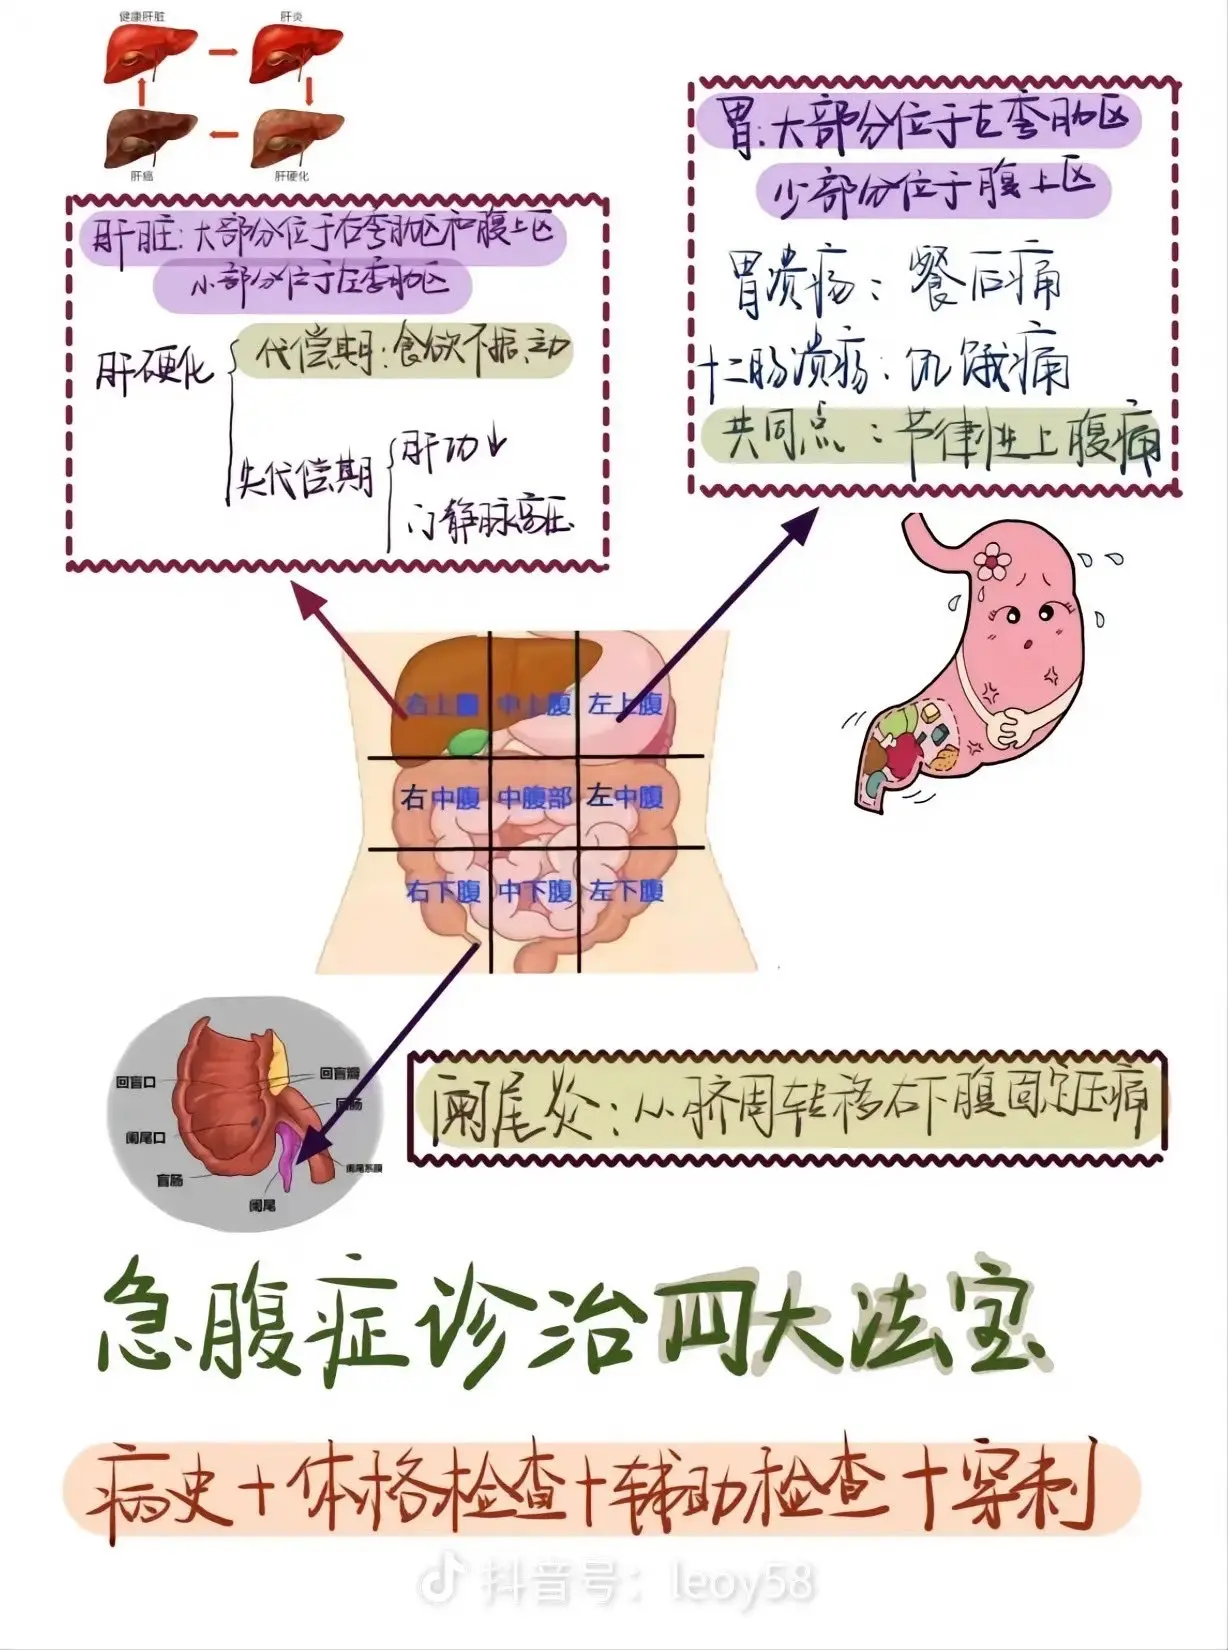 健康肝脏
肝炎
肝癌
肝硬化
肝脏：大部分位于右季肋区和腹上区
小部分位于左季肋区
肝硬化
代偿期：食欲不振、
失代偿期
肝功↓
门静脉高压
胃：大部分位于左季肋区
少部分位于腹上区
胃溃疡：餐后痛
十二肠溃疡：饥饿痛
共同点：节律性上腹痛
右上腹 中上腹 左上腹
右中腹 中腹部 左中腹
右下腹 中下腹 左下腹
回盲口
回盲瓣
回肠
阑尾口
盲肠
阑尾系膜
阑尾
阑尾炎：从脐周转移右下腹固定压痛
急腹症诊治四大法宝
病史+体格检查+辅助检查+穿刺
抖音号：leoy58